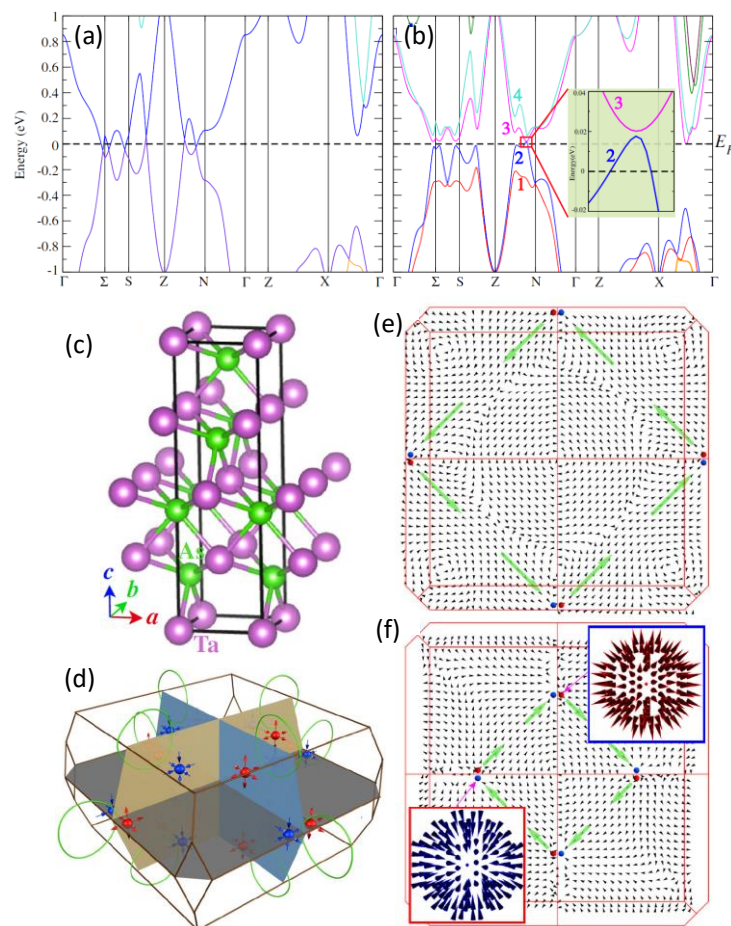 (a)
1
0.8
0.6
0.4
0.2
0
-0.2
-0.4
-0.6
-0.8
-1
Energy (eV)
Γ Σ S Z N Γ Z X Γ
(b)
4
3
2
1
3
2
0.04
0.02
0
-0.02
Energy(eV)
Γ Σ S Z N Γ Z X Γ
(c)
As
Ta
c
b
a
(d)
(e)
(f)